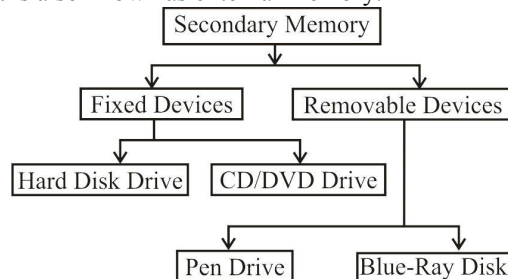 Secondary Memory
Fixed Devices Removable Devices
Hard Disk Drive CD/DVD Drive
Pen Drive Blue-Ray Disk